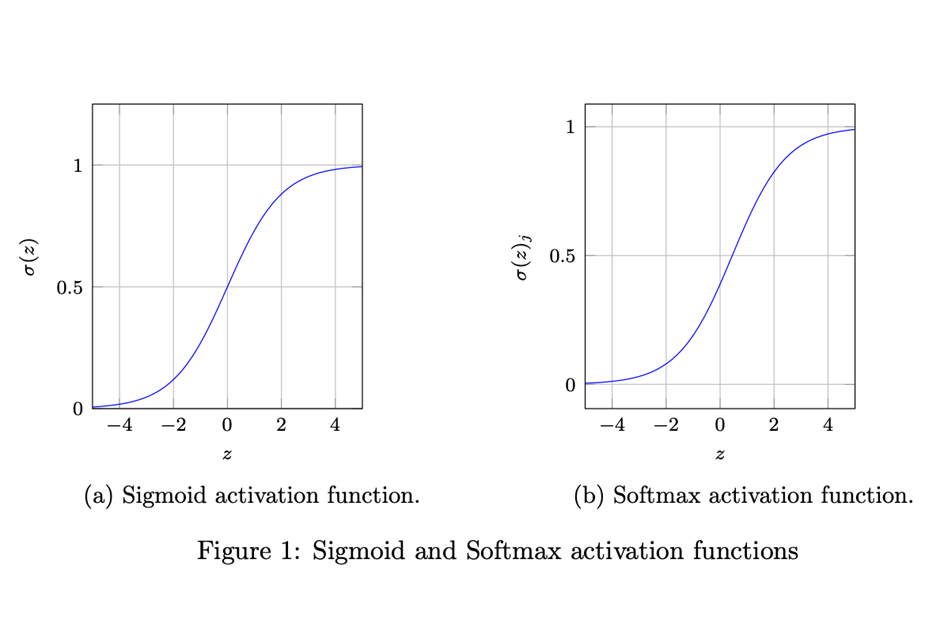 σ(z)
1
0.5
0
−4 −2 0 2 4
z
(a) Sigmoid activation function.
σ(z)j
1
0.5
0
−4 −2 0 2 4
z
(b) Softmax activation function.
Figure 1: Sigmoid and Softmax activation functions